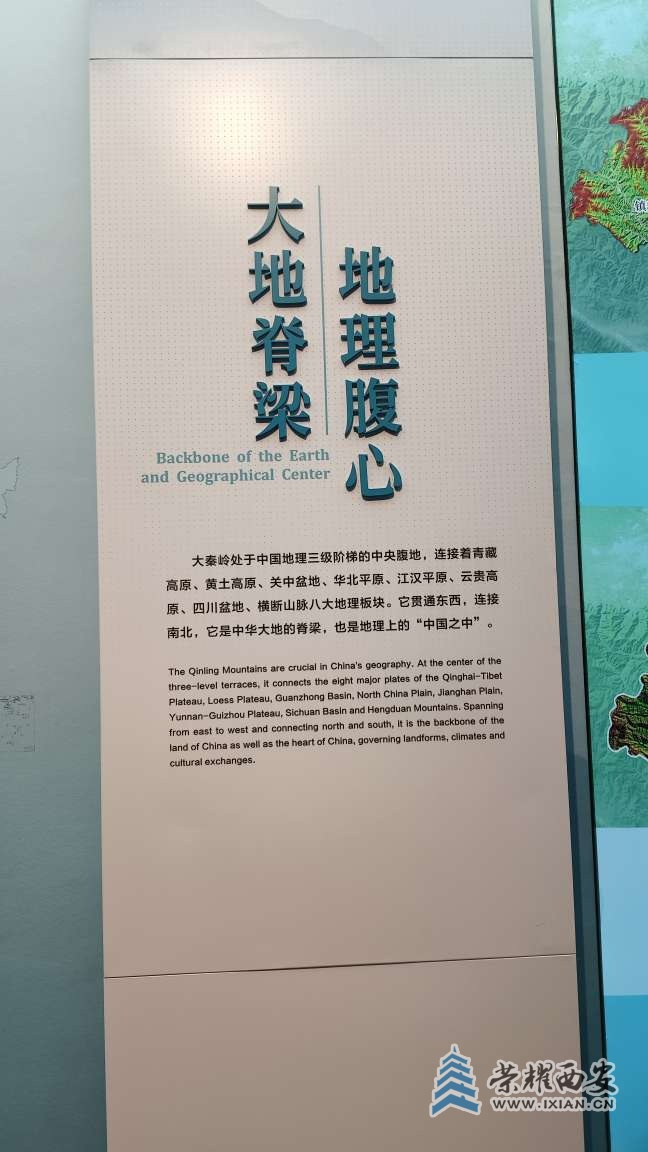 大地脊梁
地理腹心
Backbone of the Earth
and Geographical Center
大秦岭处于中国地理三级阶梯的中央腹地，连接着青藏
高原、黄土高原、关中盆地、华北平原、江汉平原、云贵高
原、四川盆地、横断山脉八大地理板块。它贯通东西，连接
南北，它是中华大地的脊梁，也是地理上的“中国之中”。
The Qinling Mountains are crucial in China's geography. At the center of the
three-level terraces, it connects the eight major plates of the Qinghai-Tibet
Plateau, Loess Plateau, Guanzhong Basin, North China Plain, Jianghan Plain,
Yunnan-Guizhou Plateau, Sichuan Basin and Hengduan Mountains. Spanning
from east to west and connecting north and south, it is the backbone of the
land of China as well as the heart of China, governing landforms, climates and
cultural exchanges.
镇
荣耀西安
WWW.IXIAN.CN